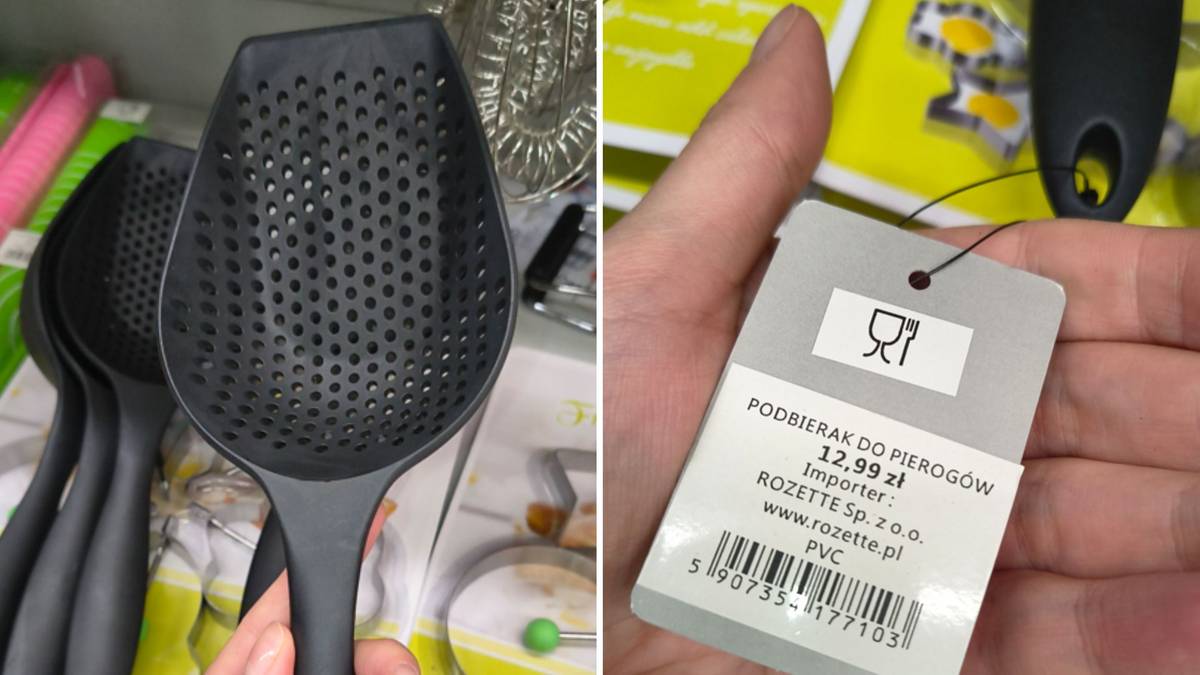 PODBIERAK DO PIEROGÓW
12,99 zł
Importer :
ROZETTE Sp. z o.o.
www.rozette.pl
PVC
5 907354 177103